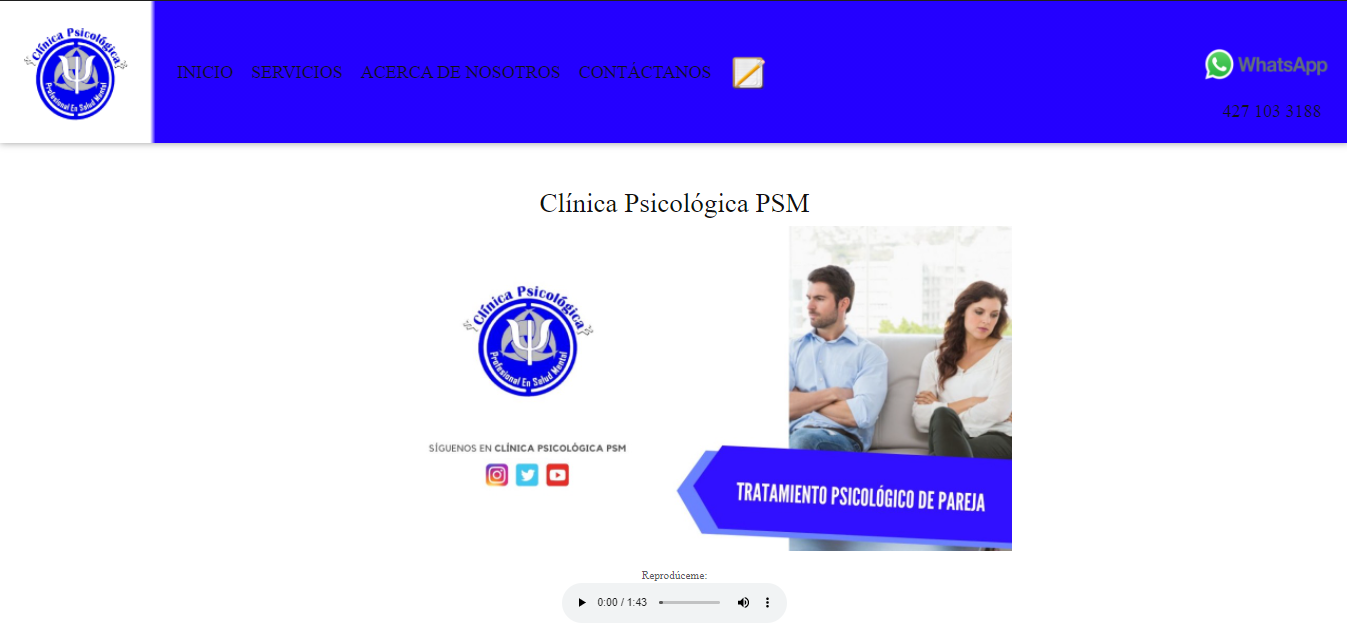 Clínica Psicológica
Profesional En Salud Mental
INICIO SERVICIOS ACERCA DE NOSOTROS CONTÁCTANOS
WhatsApp
427 103 3188
Clínica Psicológica PSM
Clínica Psicológica
Profesional En Salud Mental
SÍGUENOS EN CLÍNICA PSICOLÓGICA PSM
TRATAMIENTO PSICOLÓGICO DE PAREJA
Reprodúceme:
0:00 / 1:43